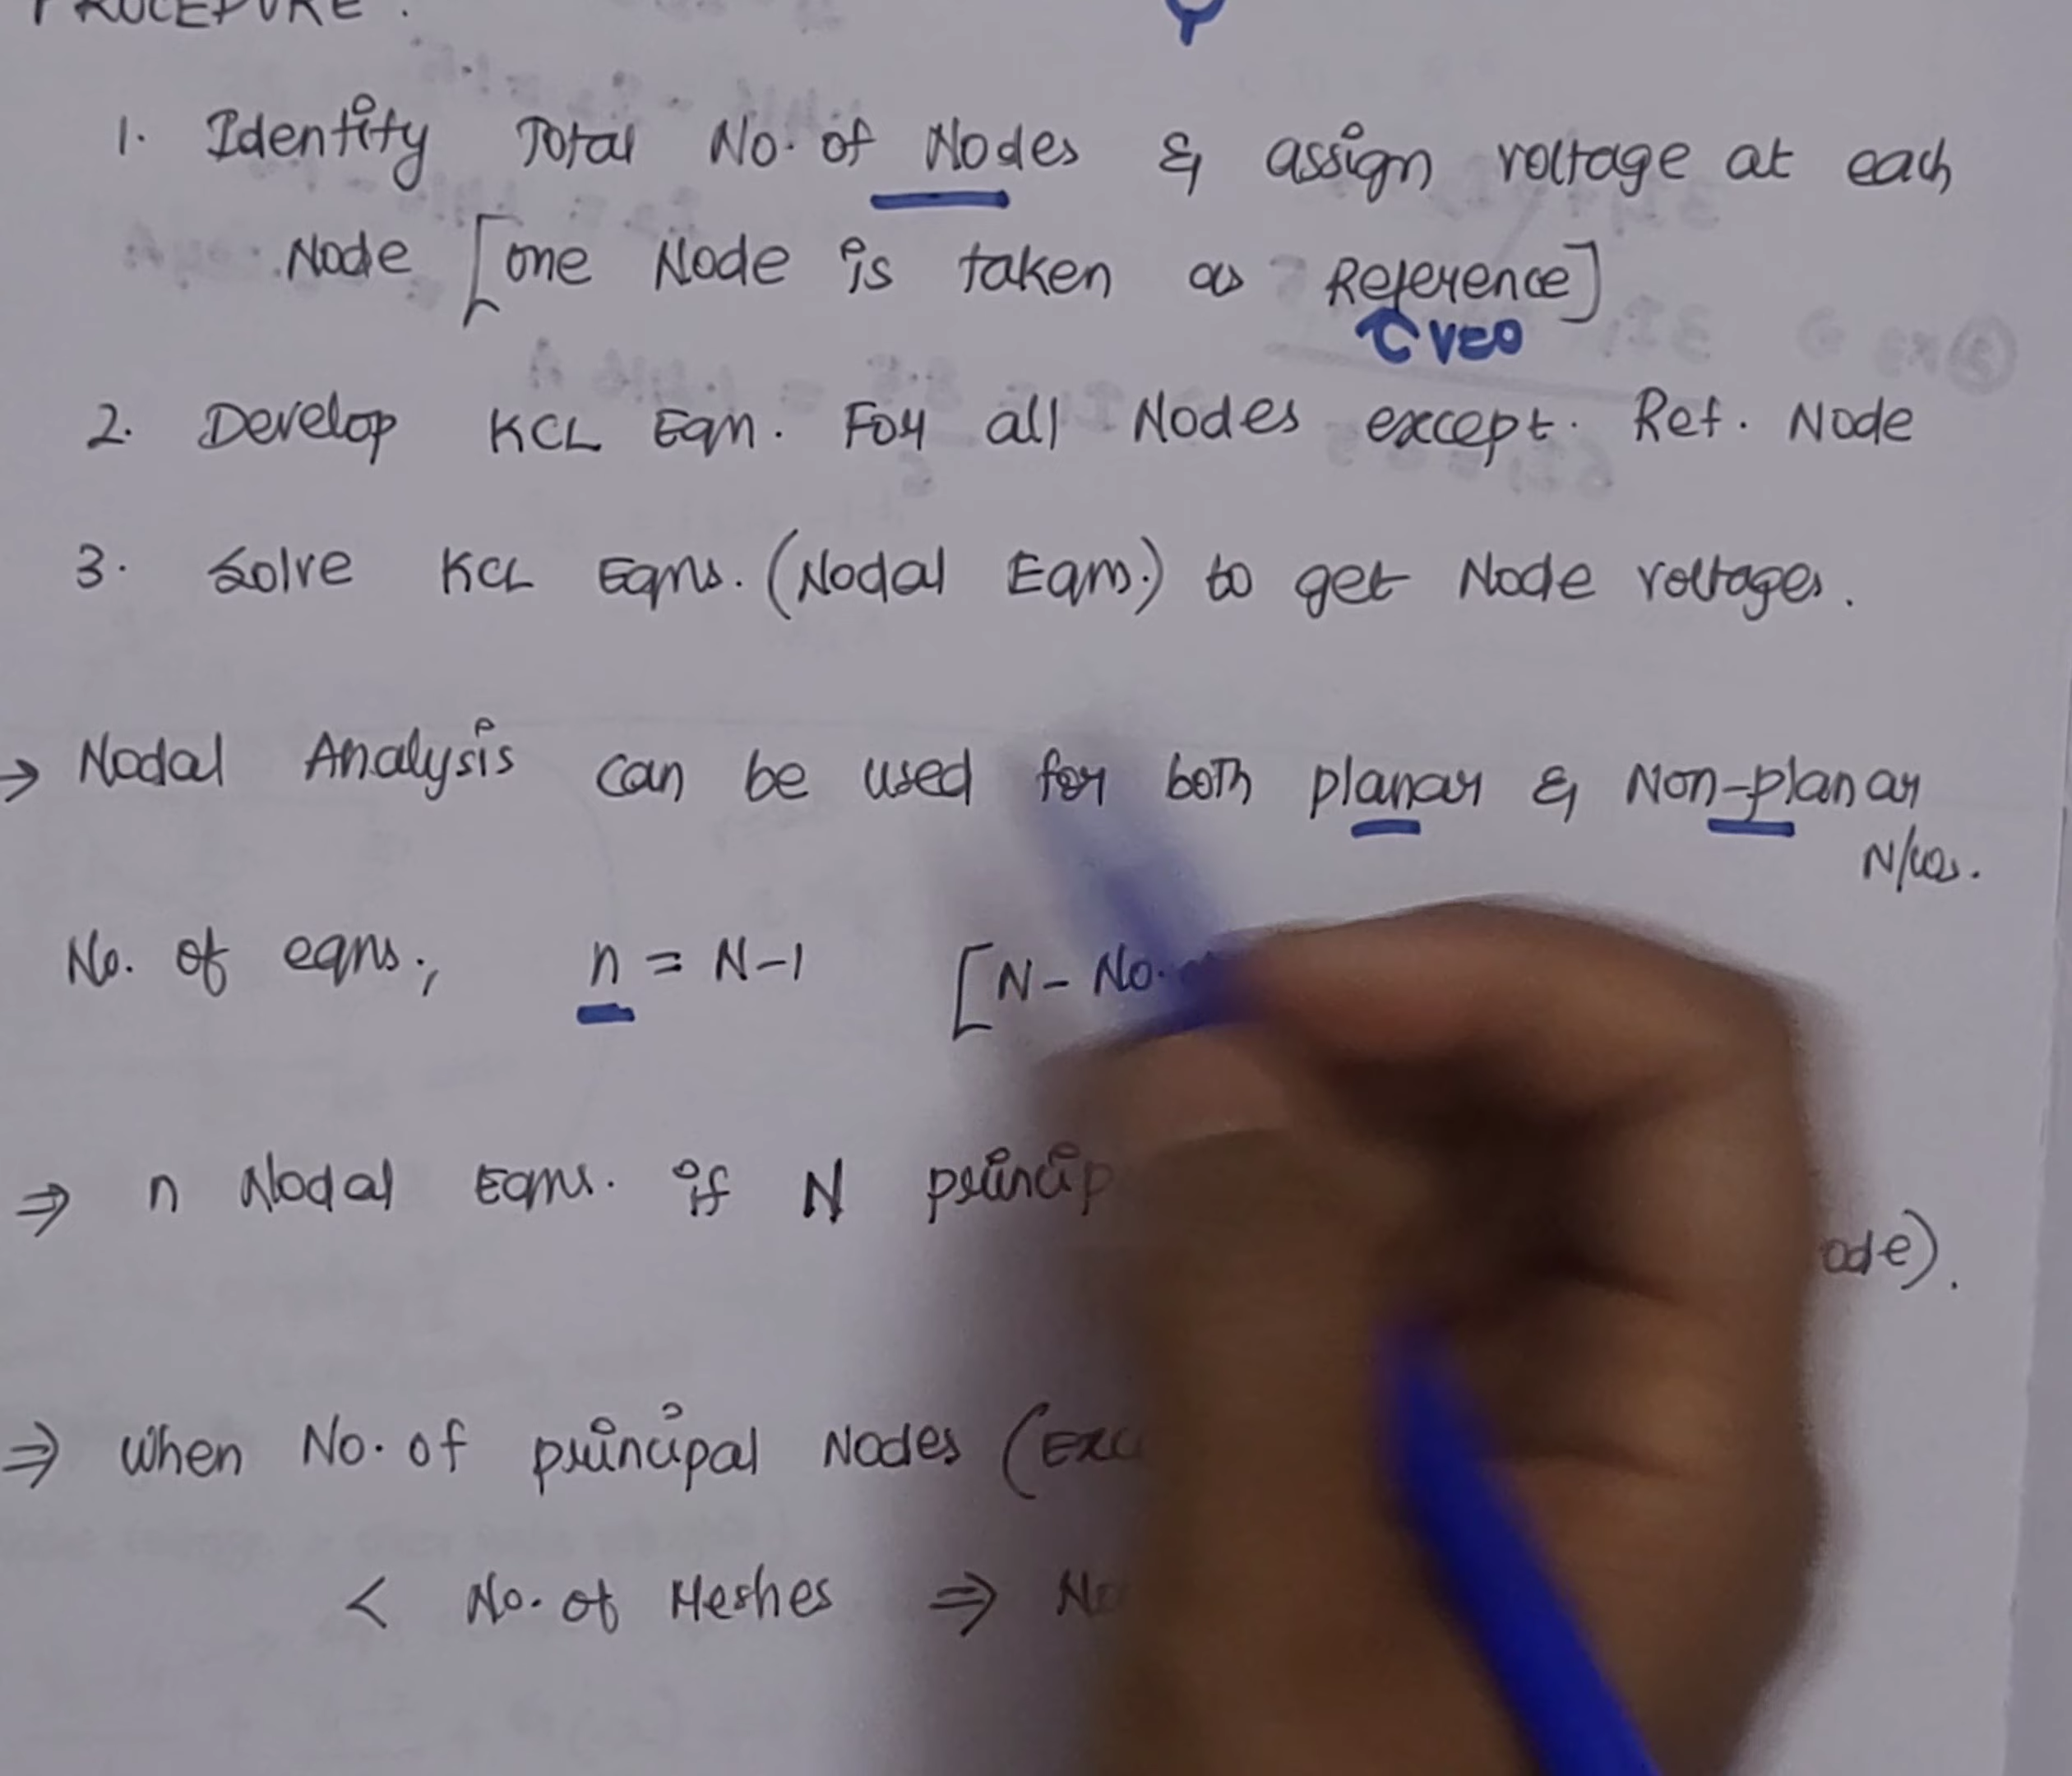 PROCEDURE :
1. Identify Total No. of Nodes & assign voltage at each
Node [one Node is taken as Reference]
V=0
2. Develop KCL Eqn. For all Nodes except. Ref. Node
3. Solve KCL Eqns. (Nodal Eqns.) to get Node voltages.
→ Nodal Analysis can be used for both planar & Non-planar
N/ws.
No. of eqns., n = N-1 [N- No.
⇒ n Nodal Eqns. if N princip
ode).
⇒ when No. of principal Nodes (Exc
< No. of Meshes ⇒ No